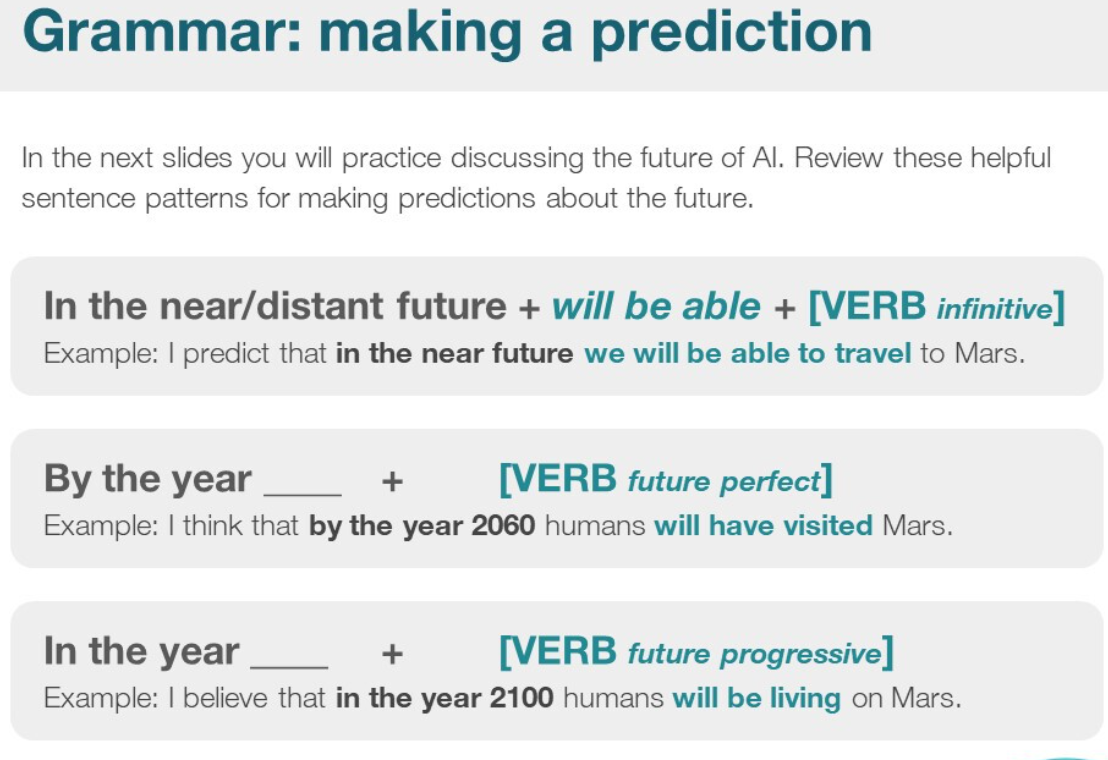 Grammar: making a prediction
In the next slides you will practice discussing the future of AI. Review these helpful
sentence patterns for making predictions about the future.
In the near/distant future + will be able + [VERB infinitive]
Example: I predict that in the near future we will be able to travel to Mars.
By the year ____ + [VERB future perfect]
Example: I think that by the year 2060 humans will have visited Mars.
In the year ____ + [VERB future progressive]
Example: I believe that in the year 2100 humans will be living on Mars.